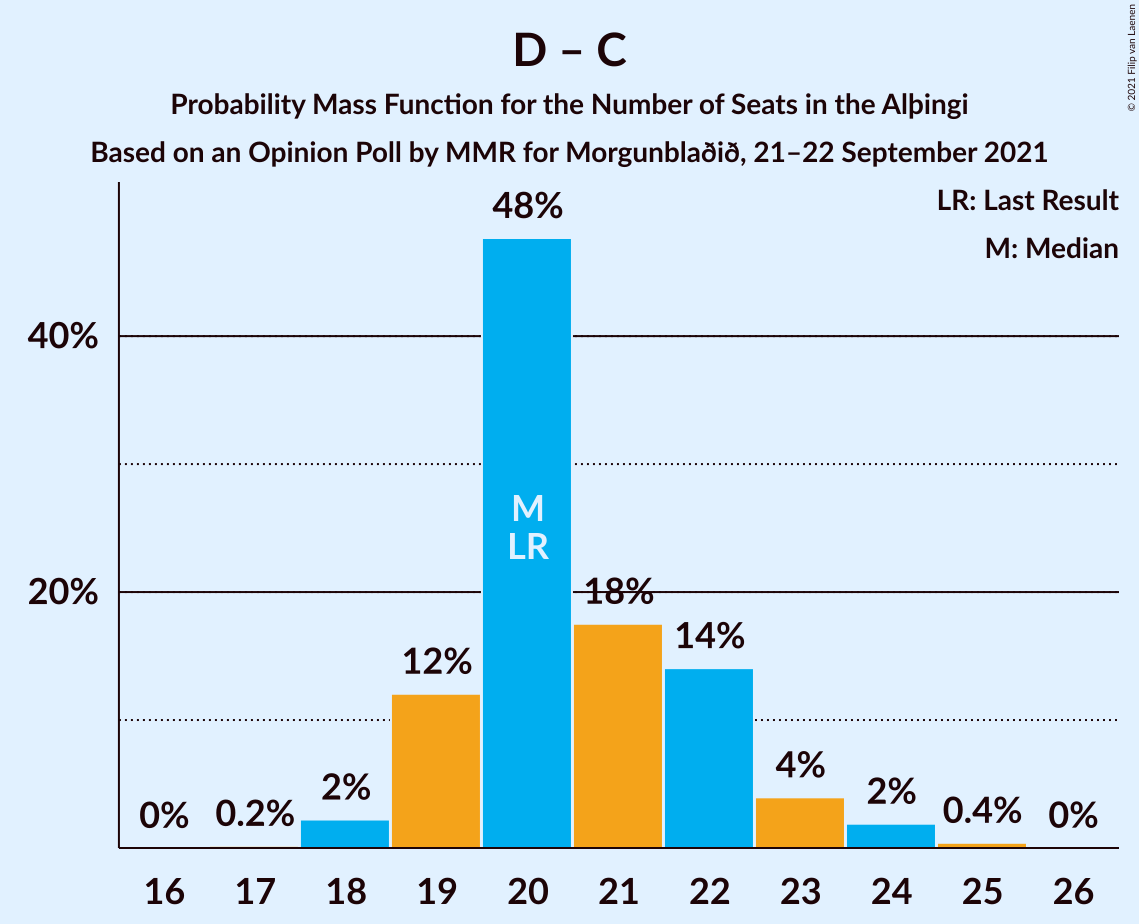 D – C
Probability Mass Function for the Number of Seats in the Alþingi
Based on an Opinion Poll by MMR for Morgunblaðið, 21–22 September 2021
© 2021 Filip van Laenen
LR: Last Result
M: Median
48%
40%
M
LR
20%
18%
14%
12%
4%
2%
2%
0.4%
0.2%
0%
0%
16 17 18 19 20 21 22 23 24 25 26